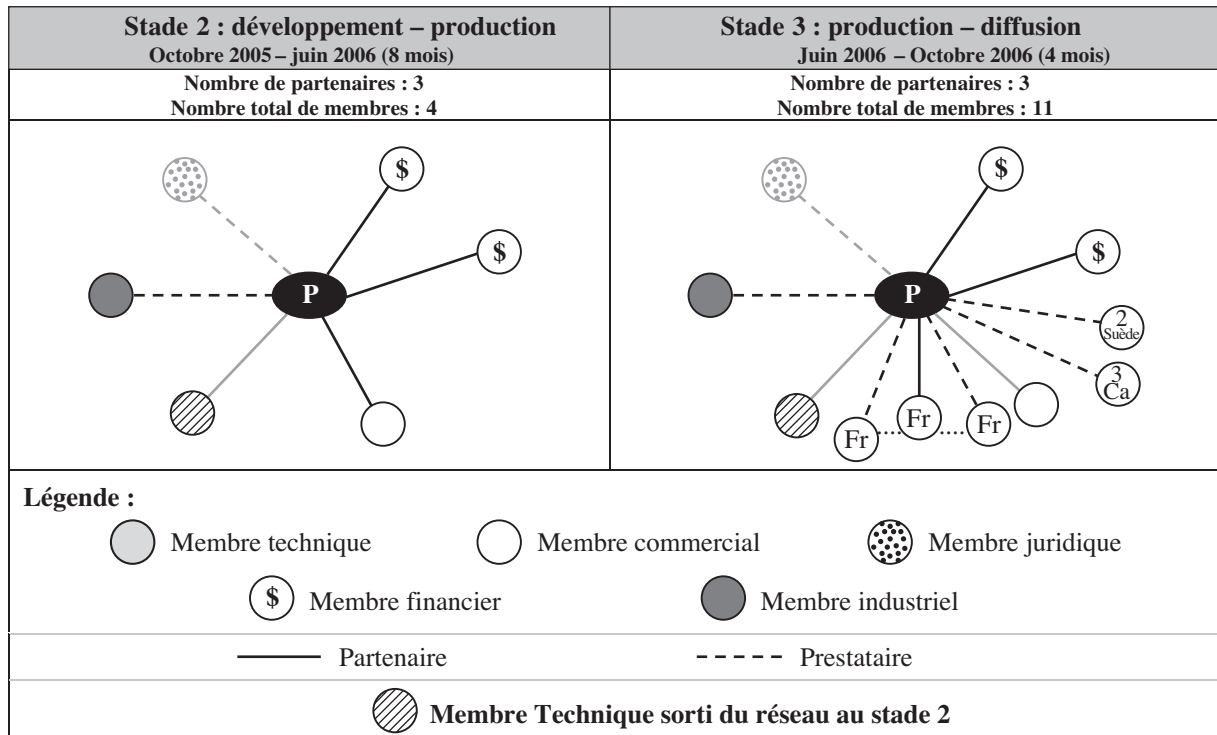 Stade 2 : développement – production
Octobre 2005 – juin 2006 (8 mois)
Stade 3 : production – diffusion
Juin 2006 – Octobre 2006 (4 mois)
Nombre de partenaires : 3
Nombre total de membres : 4
Nombre de partenaires : 3
Nombre total de membres : 11
$
$
P
$
$
P
2
Suède
3
Ca
Fr
Fr
Fr
Légende :
Membre technique
Membre commercial
Membre juridique
$ Membre financier
Membre industriel
Partenaire
Prestataire
Membre Technique sorti du réseau au stade 2